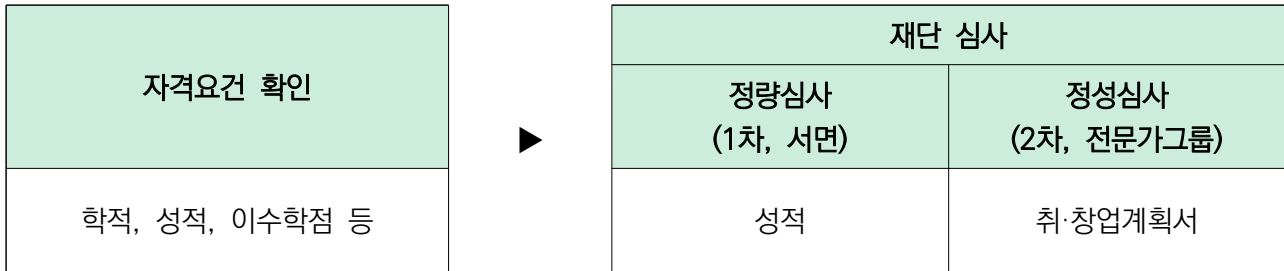 자격요건 확인
학적, 성적, 이수학점 등
▶
재단 심사
정량심사
(1차, 서면)
정성심사
(2차, 전문가그룹)
성적
취·창업계획서